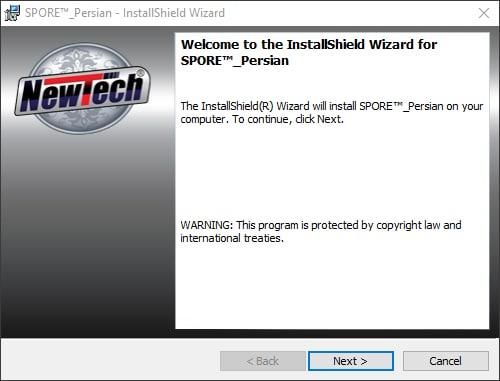 SPORE™_Persian - InstallShield Wizard
Welcome to the InstallShield Wizard for
SPORE™_Persian
NewTech®
The InstallShield(R) Wizard will install SPORE™_Persian on your
computer. To continue, click Next.
WARNING: This program is protected by copyright law and
international treaties.
< Back
Next >
Cancel